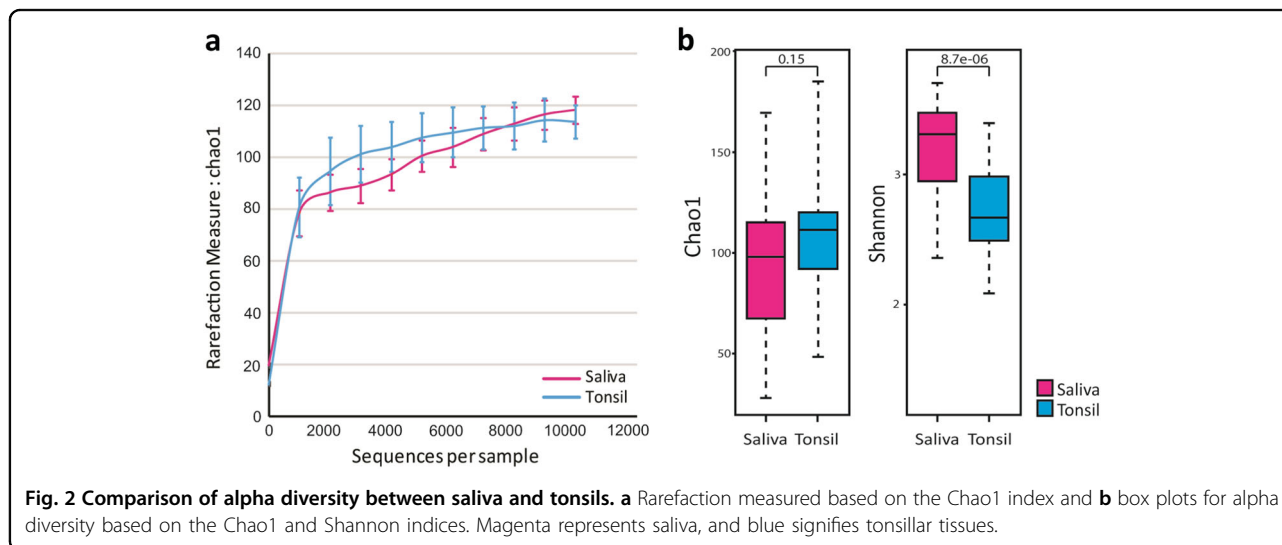 a
140
120
100
80
60
40
20
0
0 2000 4000 6000 8000 10000 12000
Rarefaction Measure : chao1
Sequences per sample
Saliva
Tonsil
b
200
150
100
50
Chao1
0.15
Saliva Tonsil
3
2
Shannon
8.7e-06
Saliva Tonsil
Saliva
Tonsil
Fig. 2 Comparison of alpha diversity between saliva and tonsils. a Rarefaction measured based on the Chao1 index and b box plots for alpha
diversity based on the Chao1 and Shannon indices. Magenta represents saliva, and blue signifies tonsillar tissues.